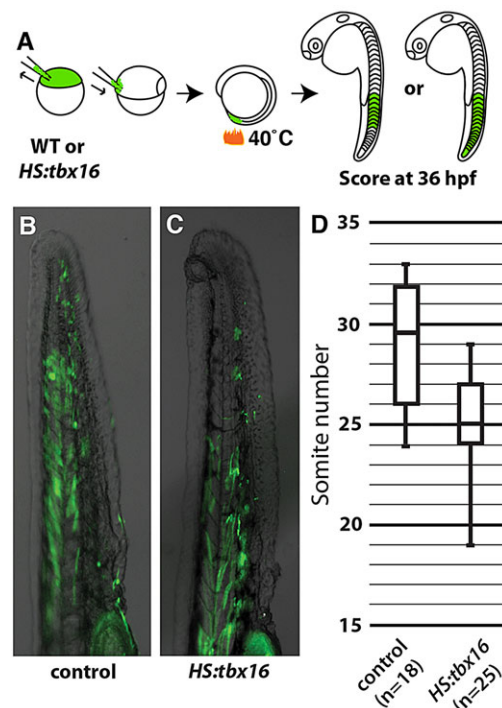 A
WT or
HS:tbx16
40°C
or
Score at 36 hpf
B
C
D
control
HS:tbx16
Somite number
35
30
25
20
15
control
(n=18)
HS:tbx16
(n=25)